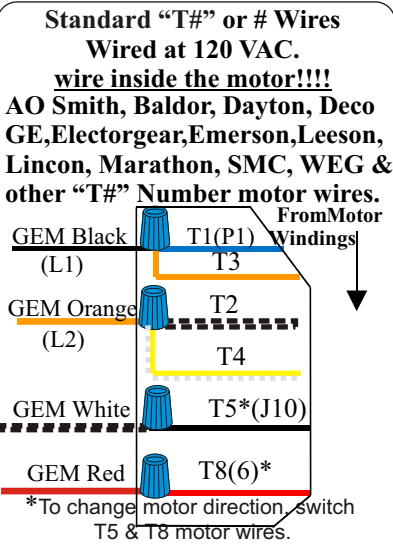 Standard “T#” or # Wires
Wired at 120 VAC.
wire inside the motor!!!!
AO Smith, Baldor, Dayton, Deco
GE,Electorgear,Emerson,Leeson,
Lincon, Marathon, SMC, WEG &
other “T#” Number motor wires.
FromMotor
Windings
GEM Black
T1(P1)
(L1)
T3
GEM Orange
T2
(L2)
T4
GEM White
T5*(J10)
GEM Red
T8(6)*
*To change motor direction, switch
T5 & T8 motor wires.